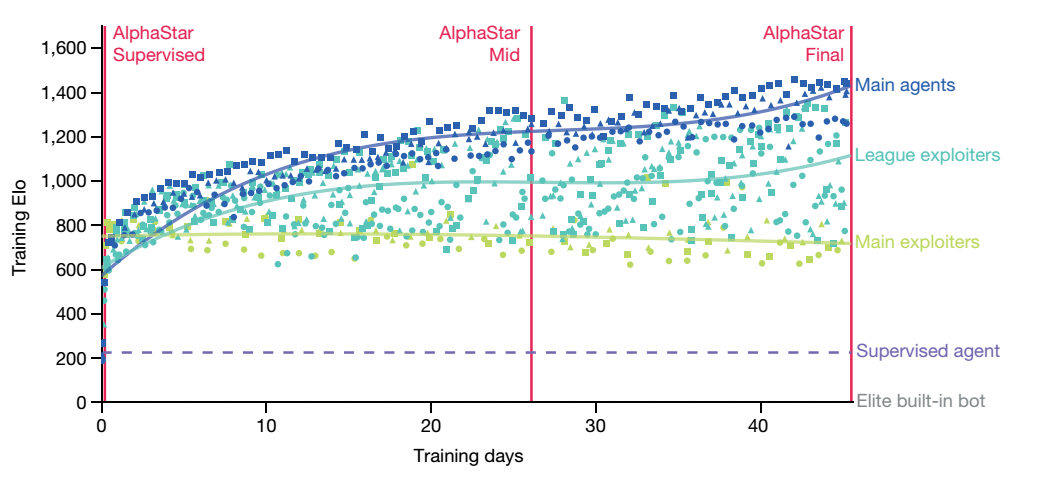 AlphaStar
Supervised
AlphaStar
Mid
AlphaStar
Final
1,600
1,400
1,200
1,000
800
600
400
200
0
Training Elo
Main agents
League exploiters
Main exploiters
Supervised agent
Elite built-in bot
0
10
20
30
40
Training days